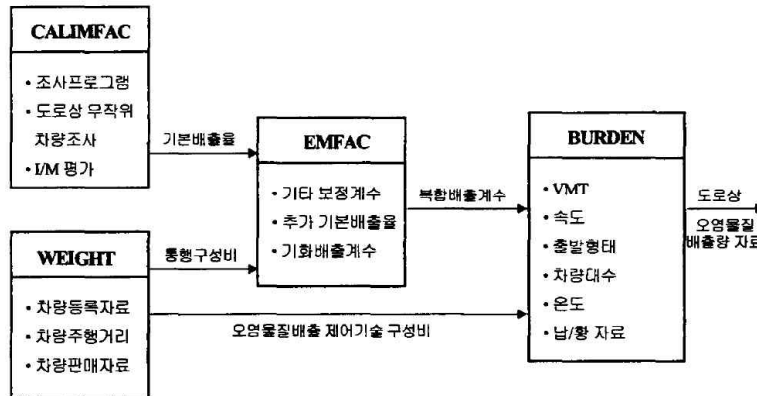 CALIMFAC
• 조사프로그램
• 도로상 무작위
차량조사
• I/M 평가
기본배출율
EMFAC
• 기타 보정계수
• 추가 기본배출율
• 기화배출계수
WEIGHT
• 차량등록자료
• 차량주행거리
• 차량판매자료
통행구성비
오염물질배출 제어기술 구성비
복합배출계수
BURDEN
• VMT
• 속도
• 출발형태
• 차량대수
• 온도
• 납/황 자료
도로상
오염물질
배출량 자료